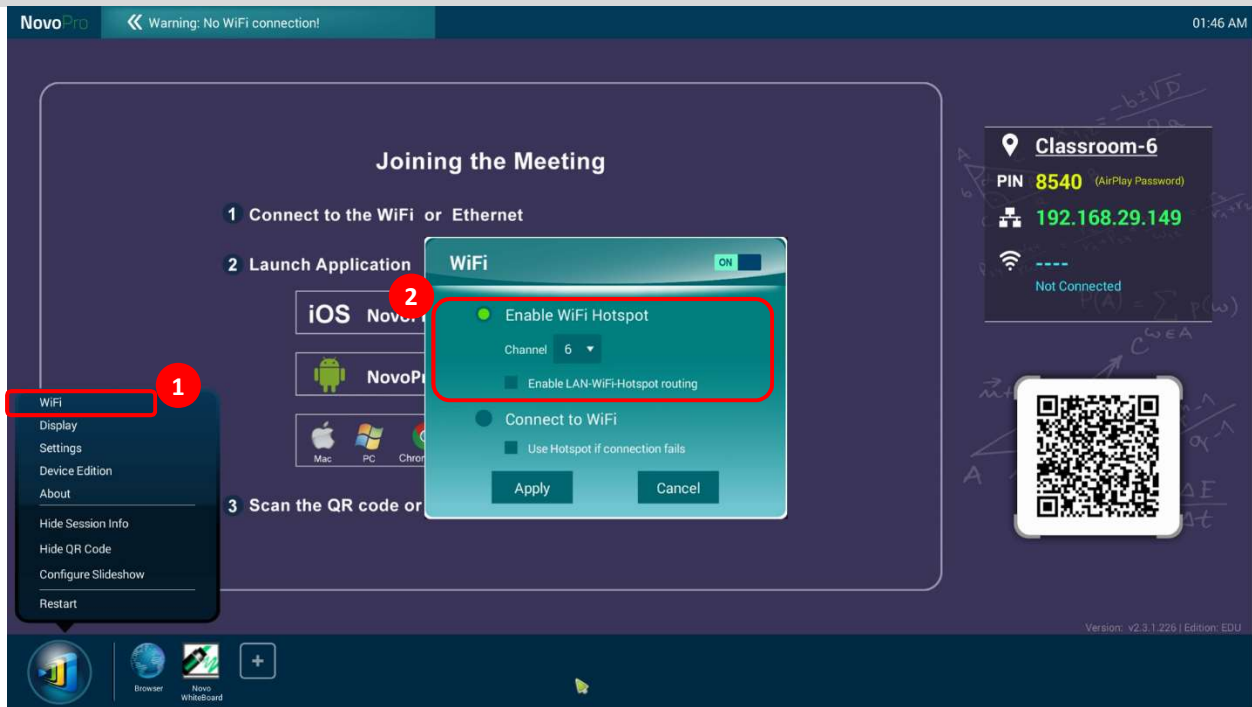 NovoPro
Warning: No WiFi connection!
01:46 AM
Joining the Meeting
1 Connect to the WiFi or Ethernet
2 Launch Application
iOS
NovoPr
Mac PC
3 Scan the QR code or
Classroom-6
PIN 8540 (AirPlay Password)
192.168.29.149
----
Not Connected
WiFi
ON
2
Enable WiFi Hotspot
Channel 6
Enable LAN-WiFi-Hotspot routing
Connect to WiFi
Use Hotspot if connection fails
Apply Cancel
1
WiFi
Display
Settings
Device Edition
About
Hide Session Info
Hide QR Code
Configure Slideshow
Restart
Version: v2.3.1.226 | Edition: EDU
Browser
Novo
WhiteBoard